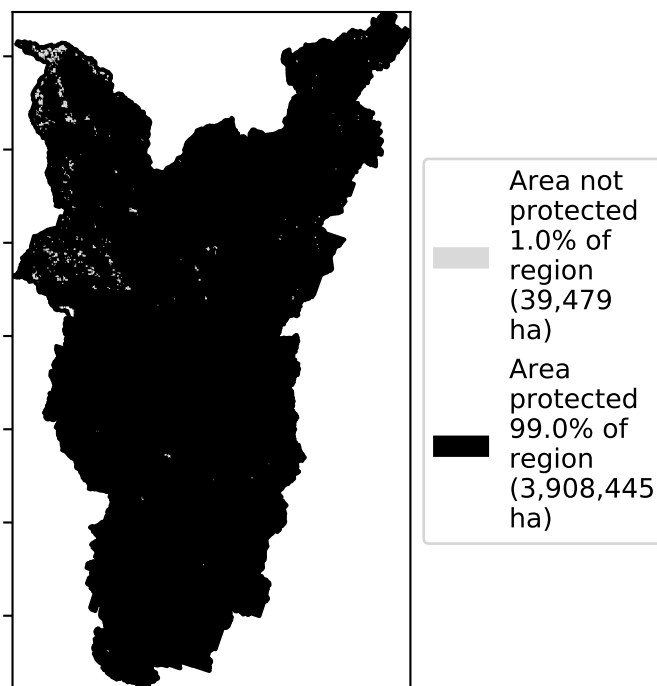 Area not
protected
1.0% of
region
(39,479
ha)
Area
protected
99.0% of
region
(3,908,445
ha)